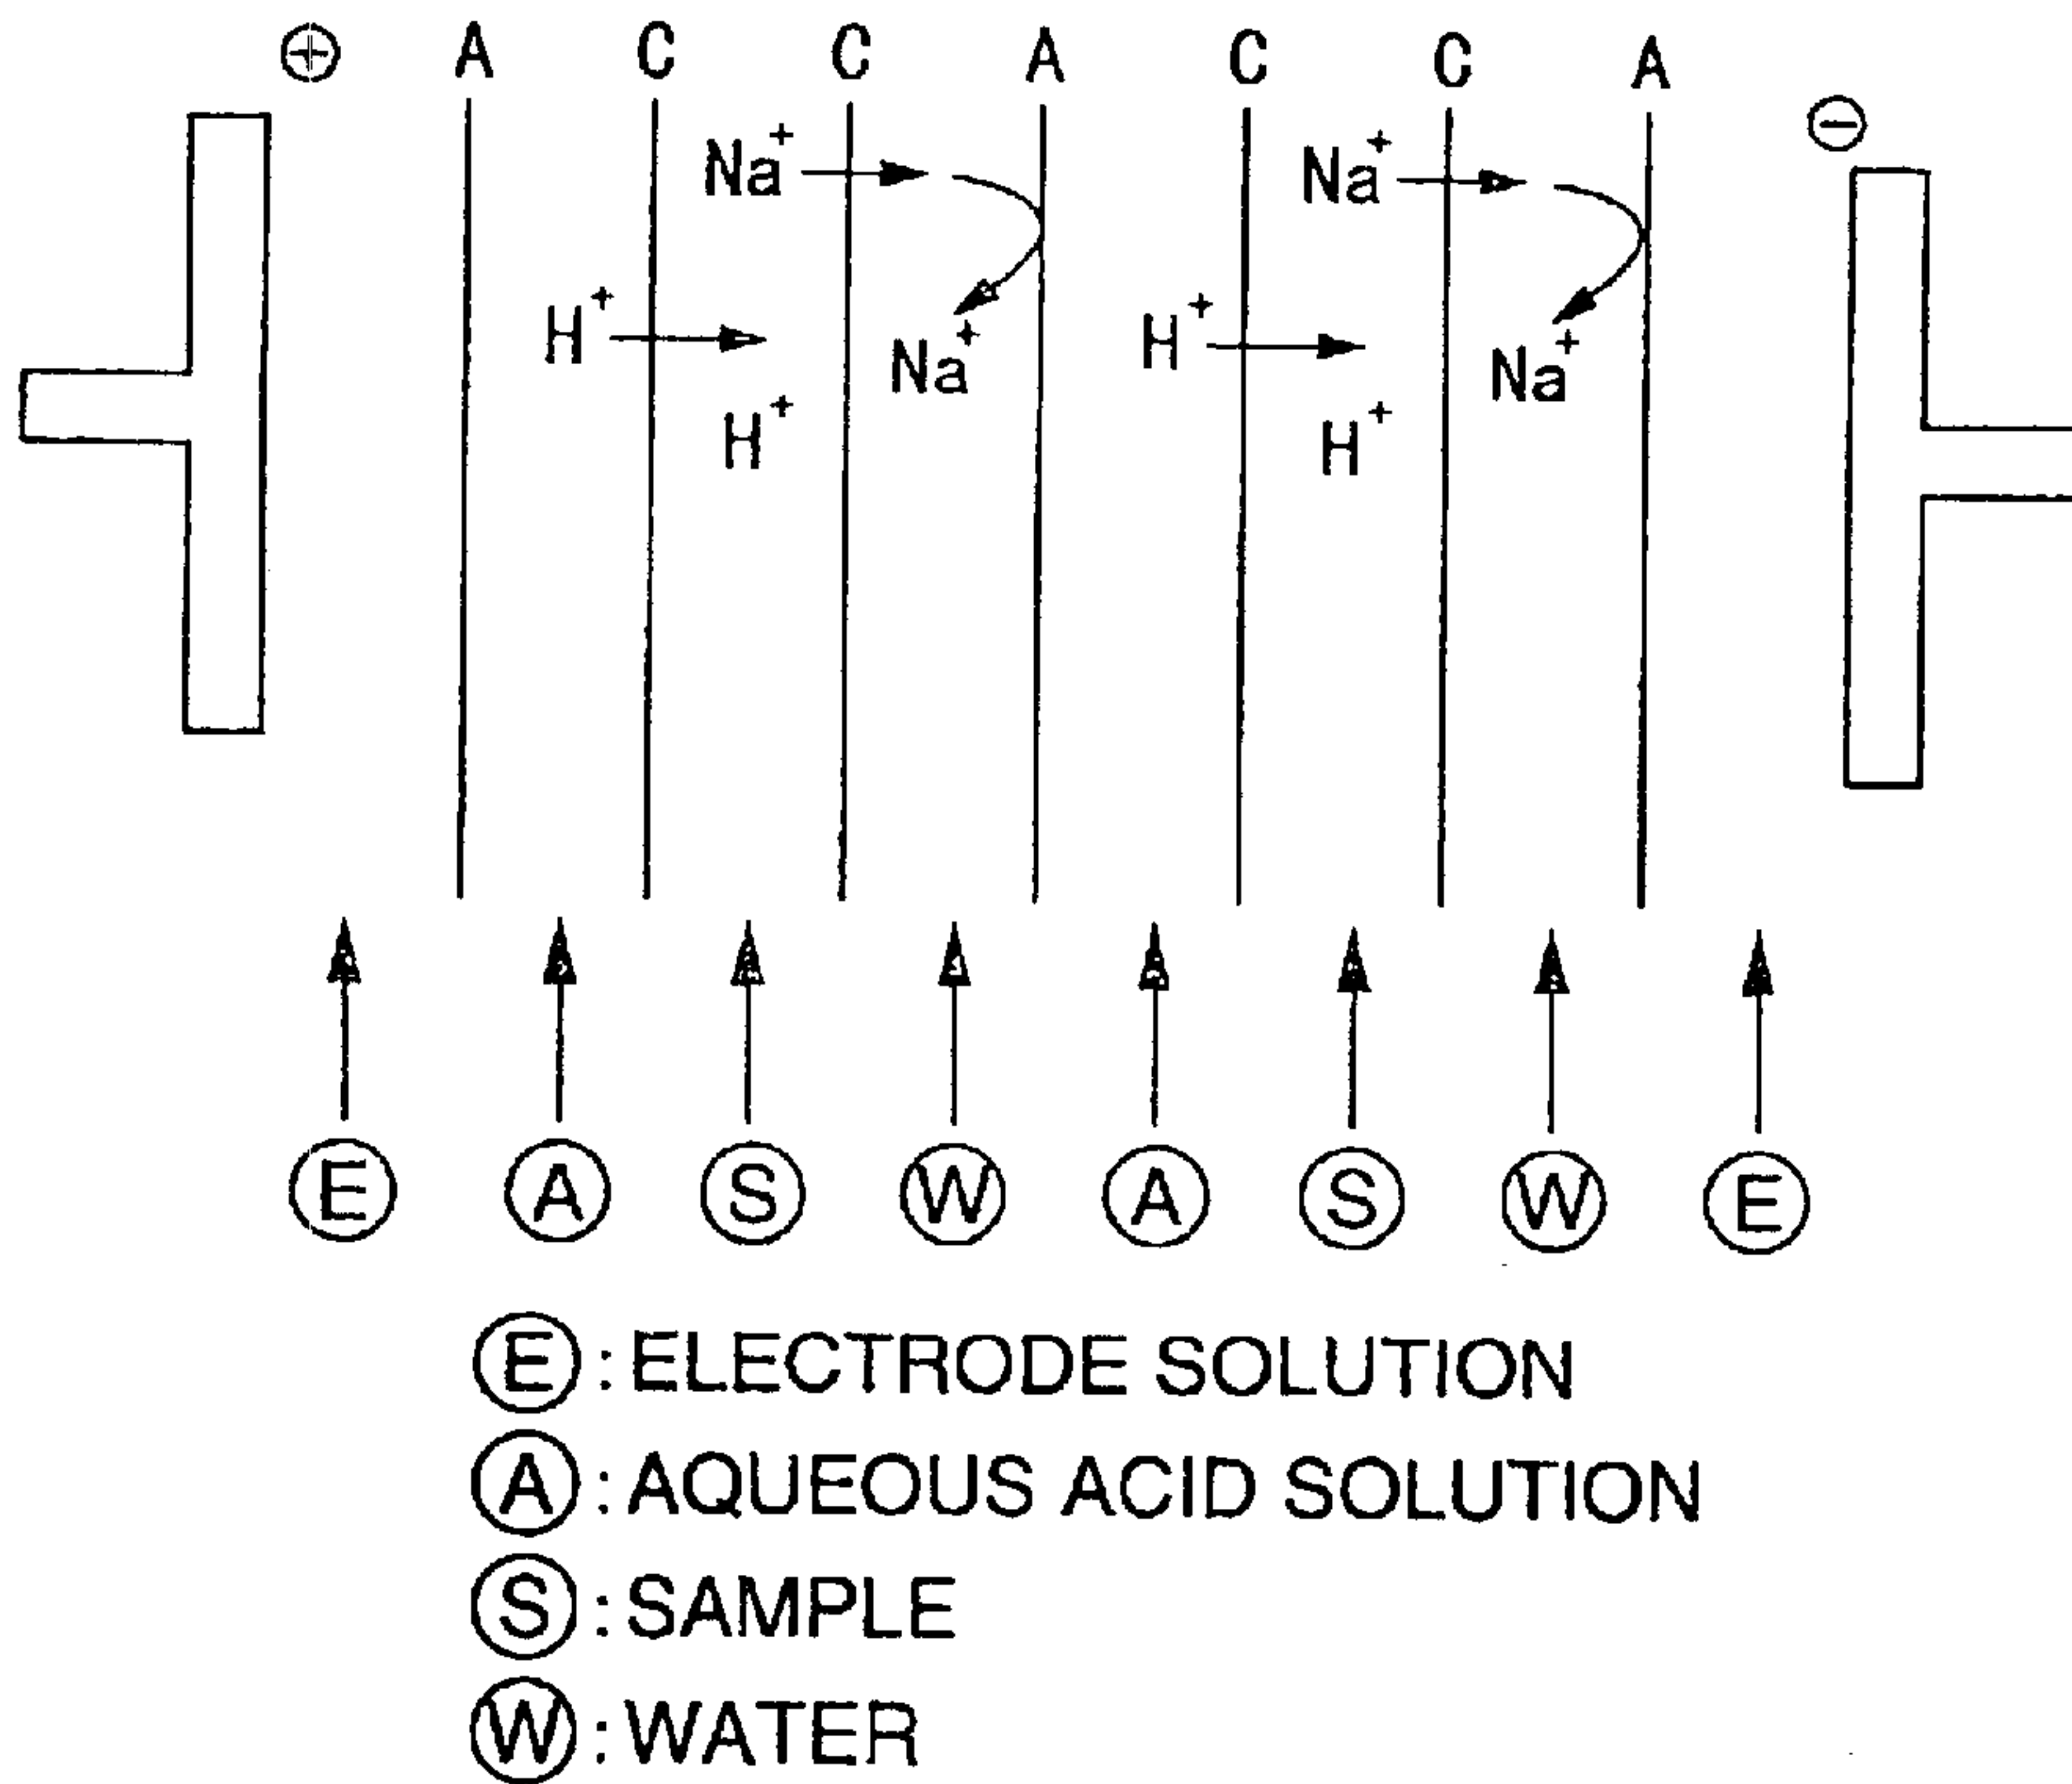 ⊕ A C C A C C A ⊖
Na⁺ Na⁺
H⁺ Na⁺ H⁺ Na⁺
H⁺ H⁺
Ⓔ Ⓐ Ⓢ Ⓦ Ⓐ Ⓢ Ⓦ Ⓔ
Ⓔ : ELECTRODE SOLUTION
Ⓐ : AQUEOUS ACID SOLUTION
Ⓢ : SAMPLE
Ⓦ : WATER